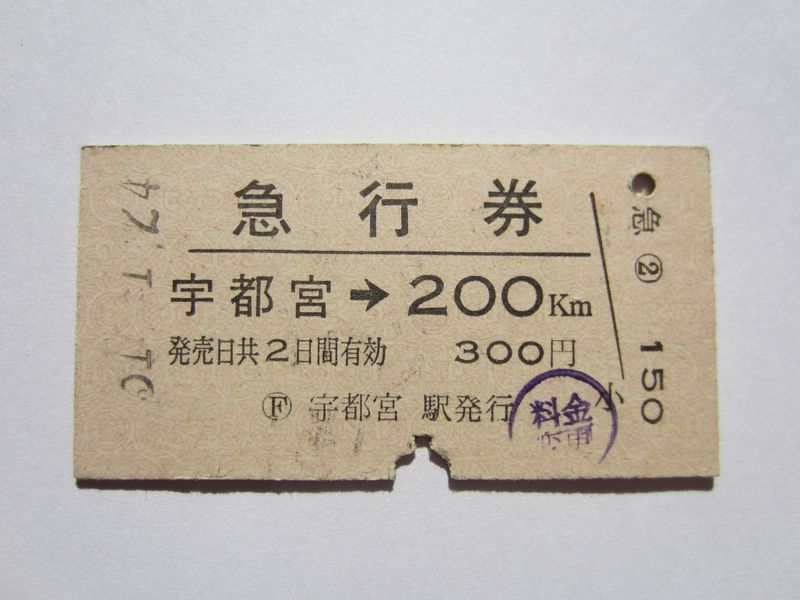 急行券
宇都宮➔200Km
発売日共2日間有効 300円
Ⓕ 宇都宮 駅発行
小
急 ② 150
料金